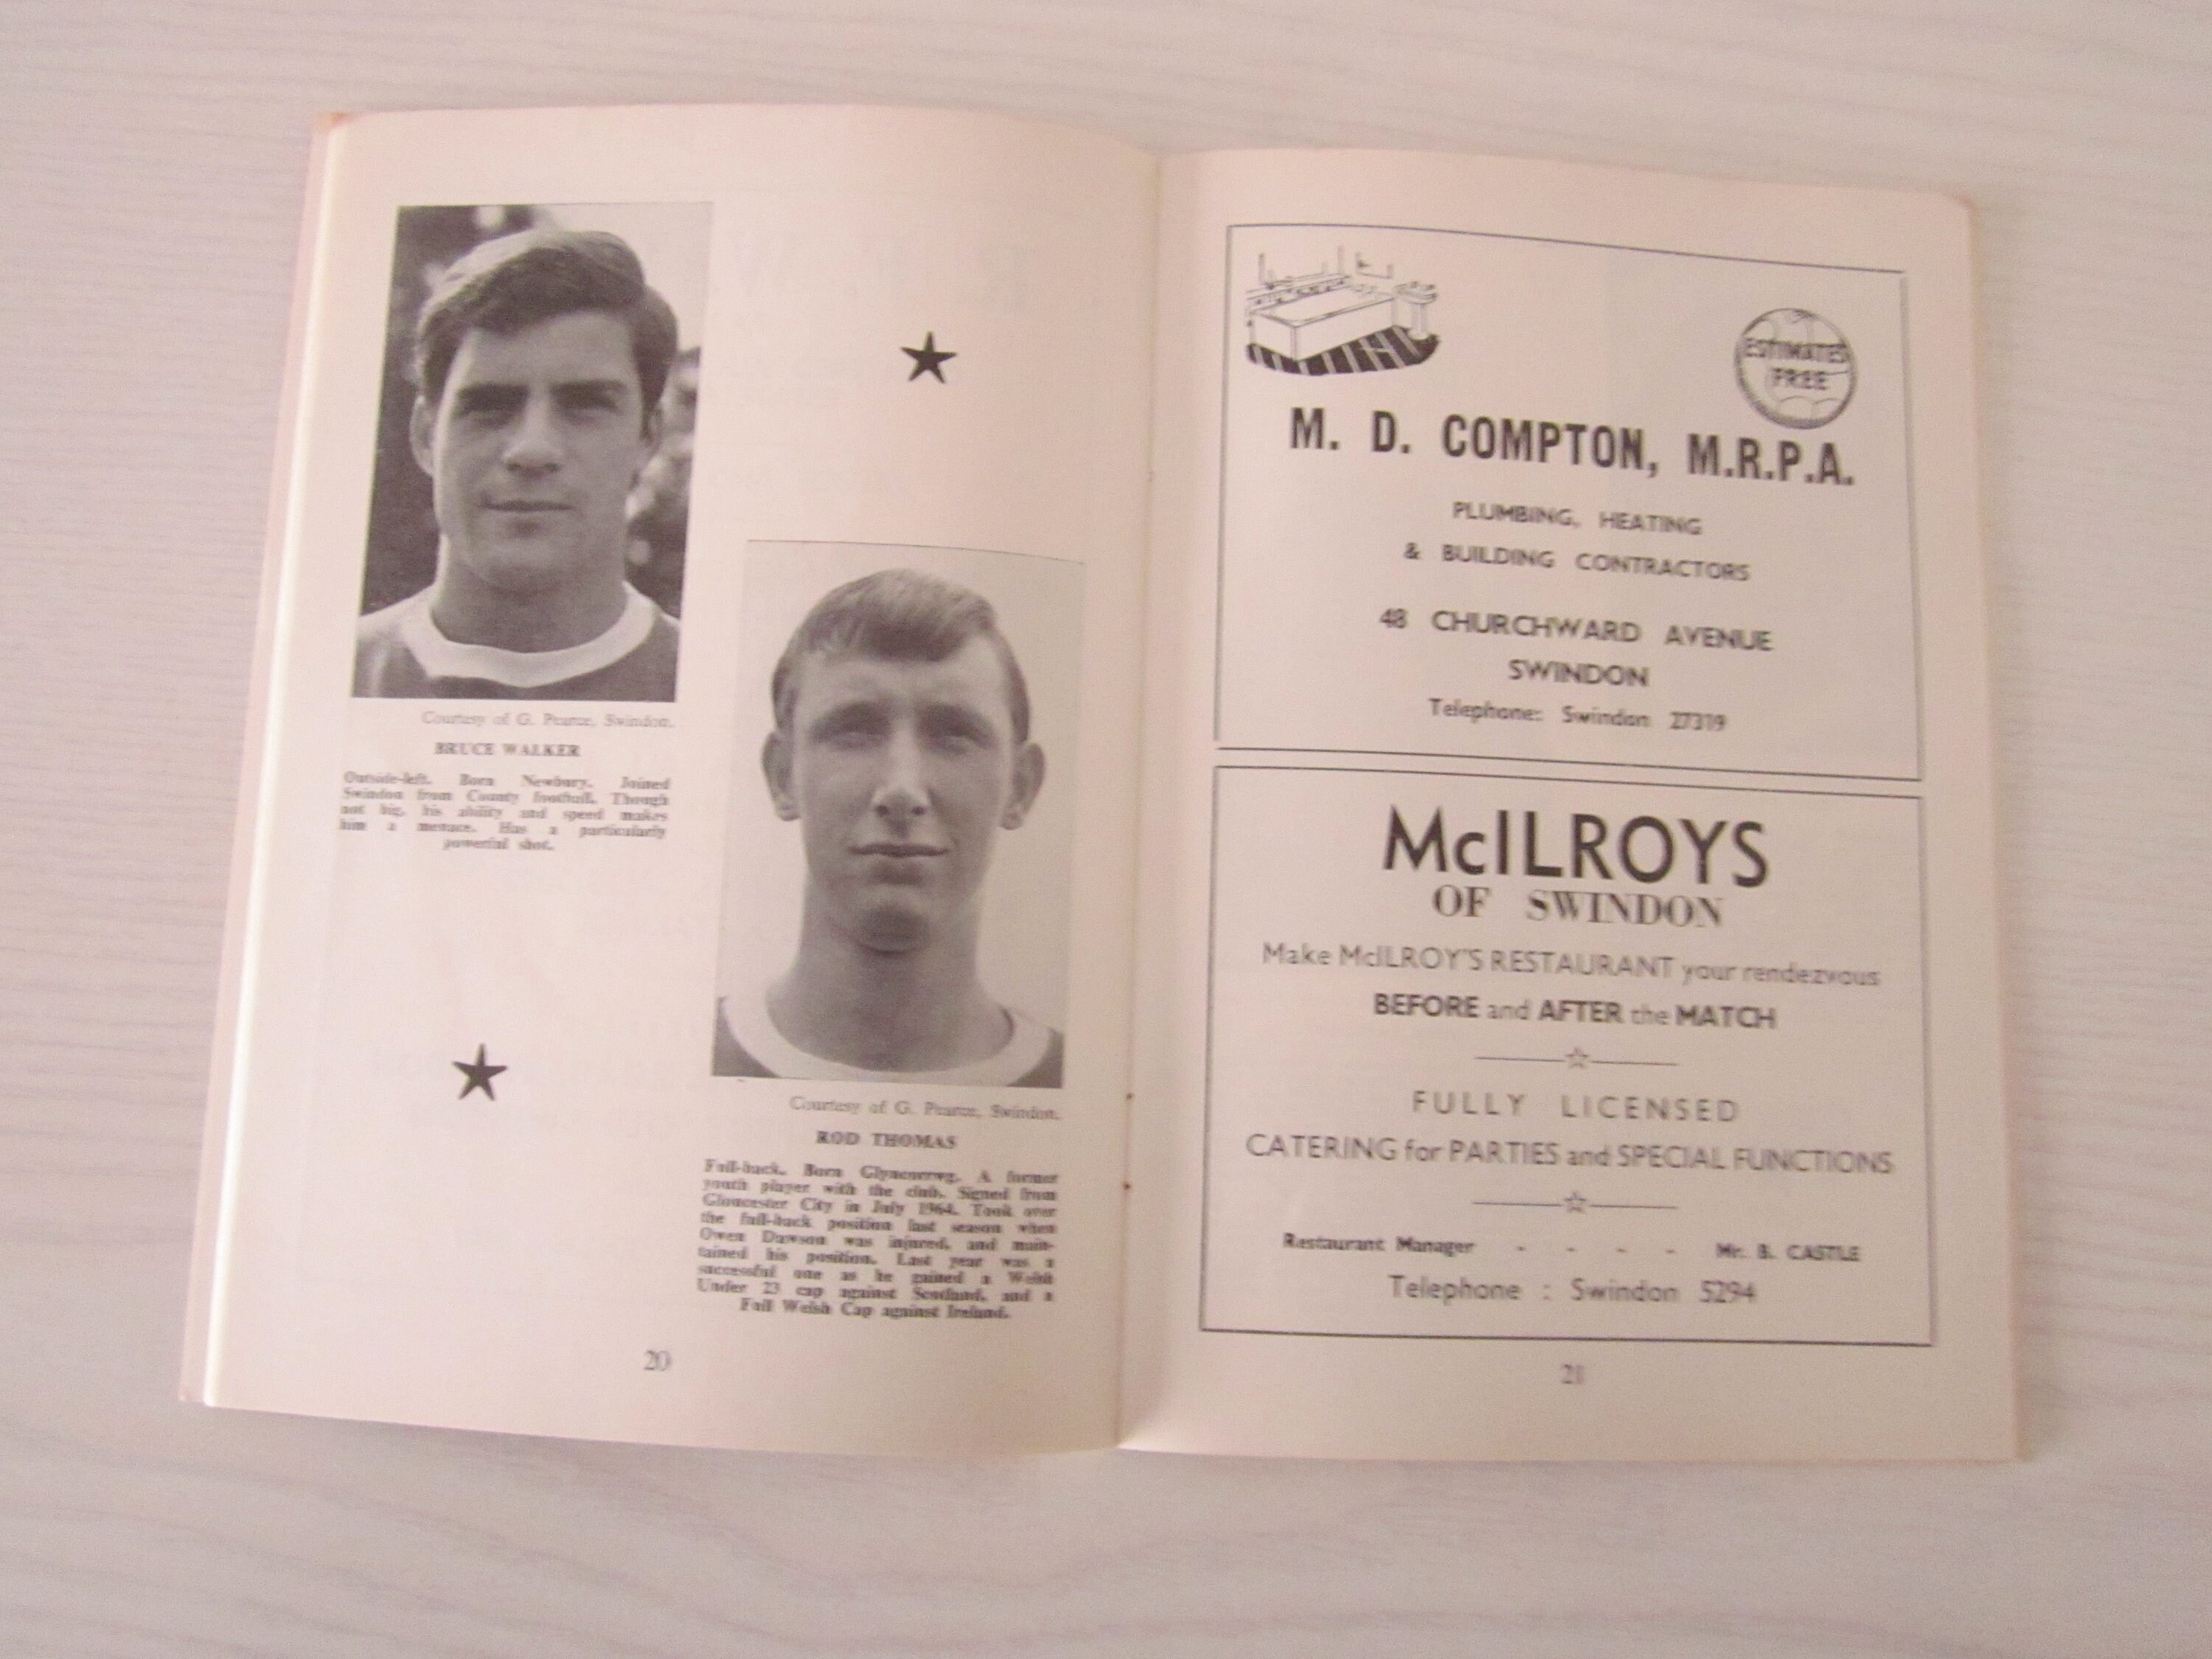 Courtesy of G. Pearce, Swindon.
BRUCE WALKER
Outside-left. Born Newbury. Joined
Swindon from County football. Though
not big, his ability and speed makes
him a menace. Has a particularly
powerful shot.
Courtesy of G. Pearce, Swindon.
ROD THOMAS
Full-back. Born Glyncorrwg. A former
youth player with the club. Signed from
Gloucester City in July 1964. Took over
the full-back position last season when
Owen Dawson was injured, and main-
tained his position. Last year was a
successful one as he gained a Welsh
Under 23 cap against Scotland, and a
Full Welsh Cap against Ireland.
20
ESTIMATES
FREE
M. D. COMPTON, M.R.P.A.
PLUMBING, HEATING
& BUILDING CONTRACTORS
48 CHURCHWARD AVENUE
SWINDON
Telephone: Swindon 27319
McILROYS
OF SWINDON
Make McILROY'S RESTAURANT your rendezvous
BEFORE and AFTER the MATCH
FULLY LICENSED
CATERING for PARTIES and SPECIAL FUNCTIONS
Restaurant Manager - - - - Mr. B. CASTLE
Telephone : Swindon 5294
21